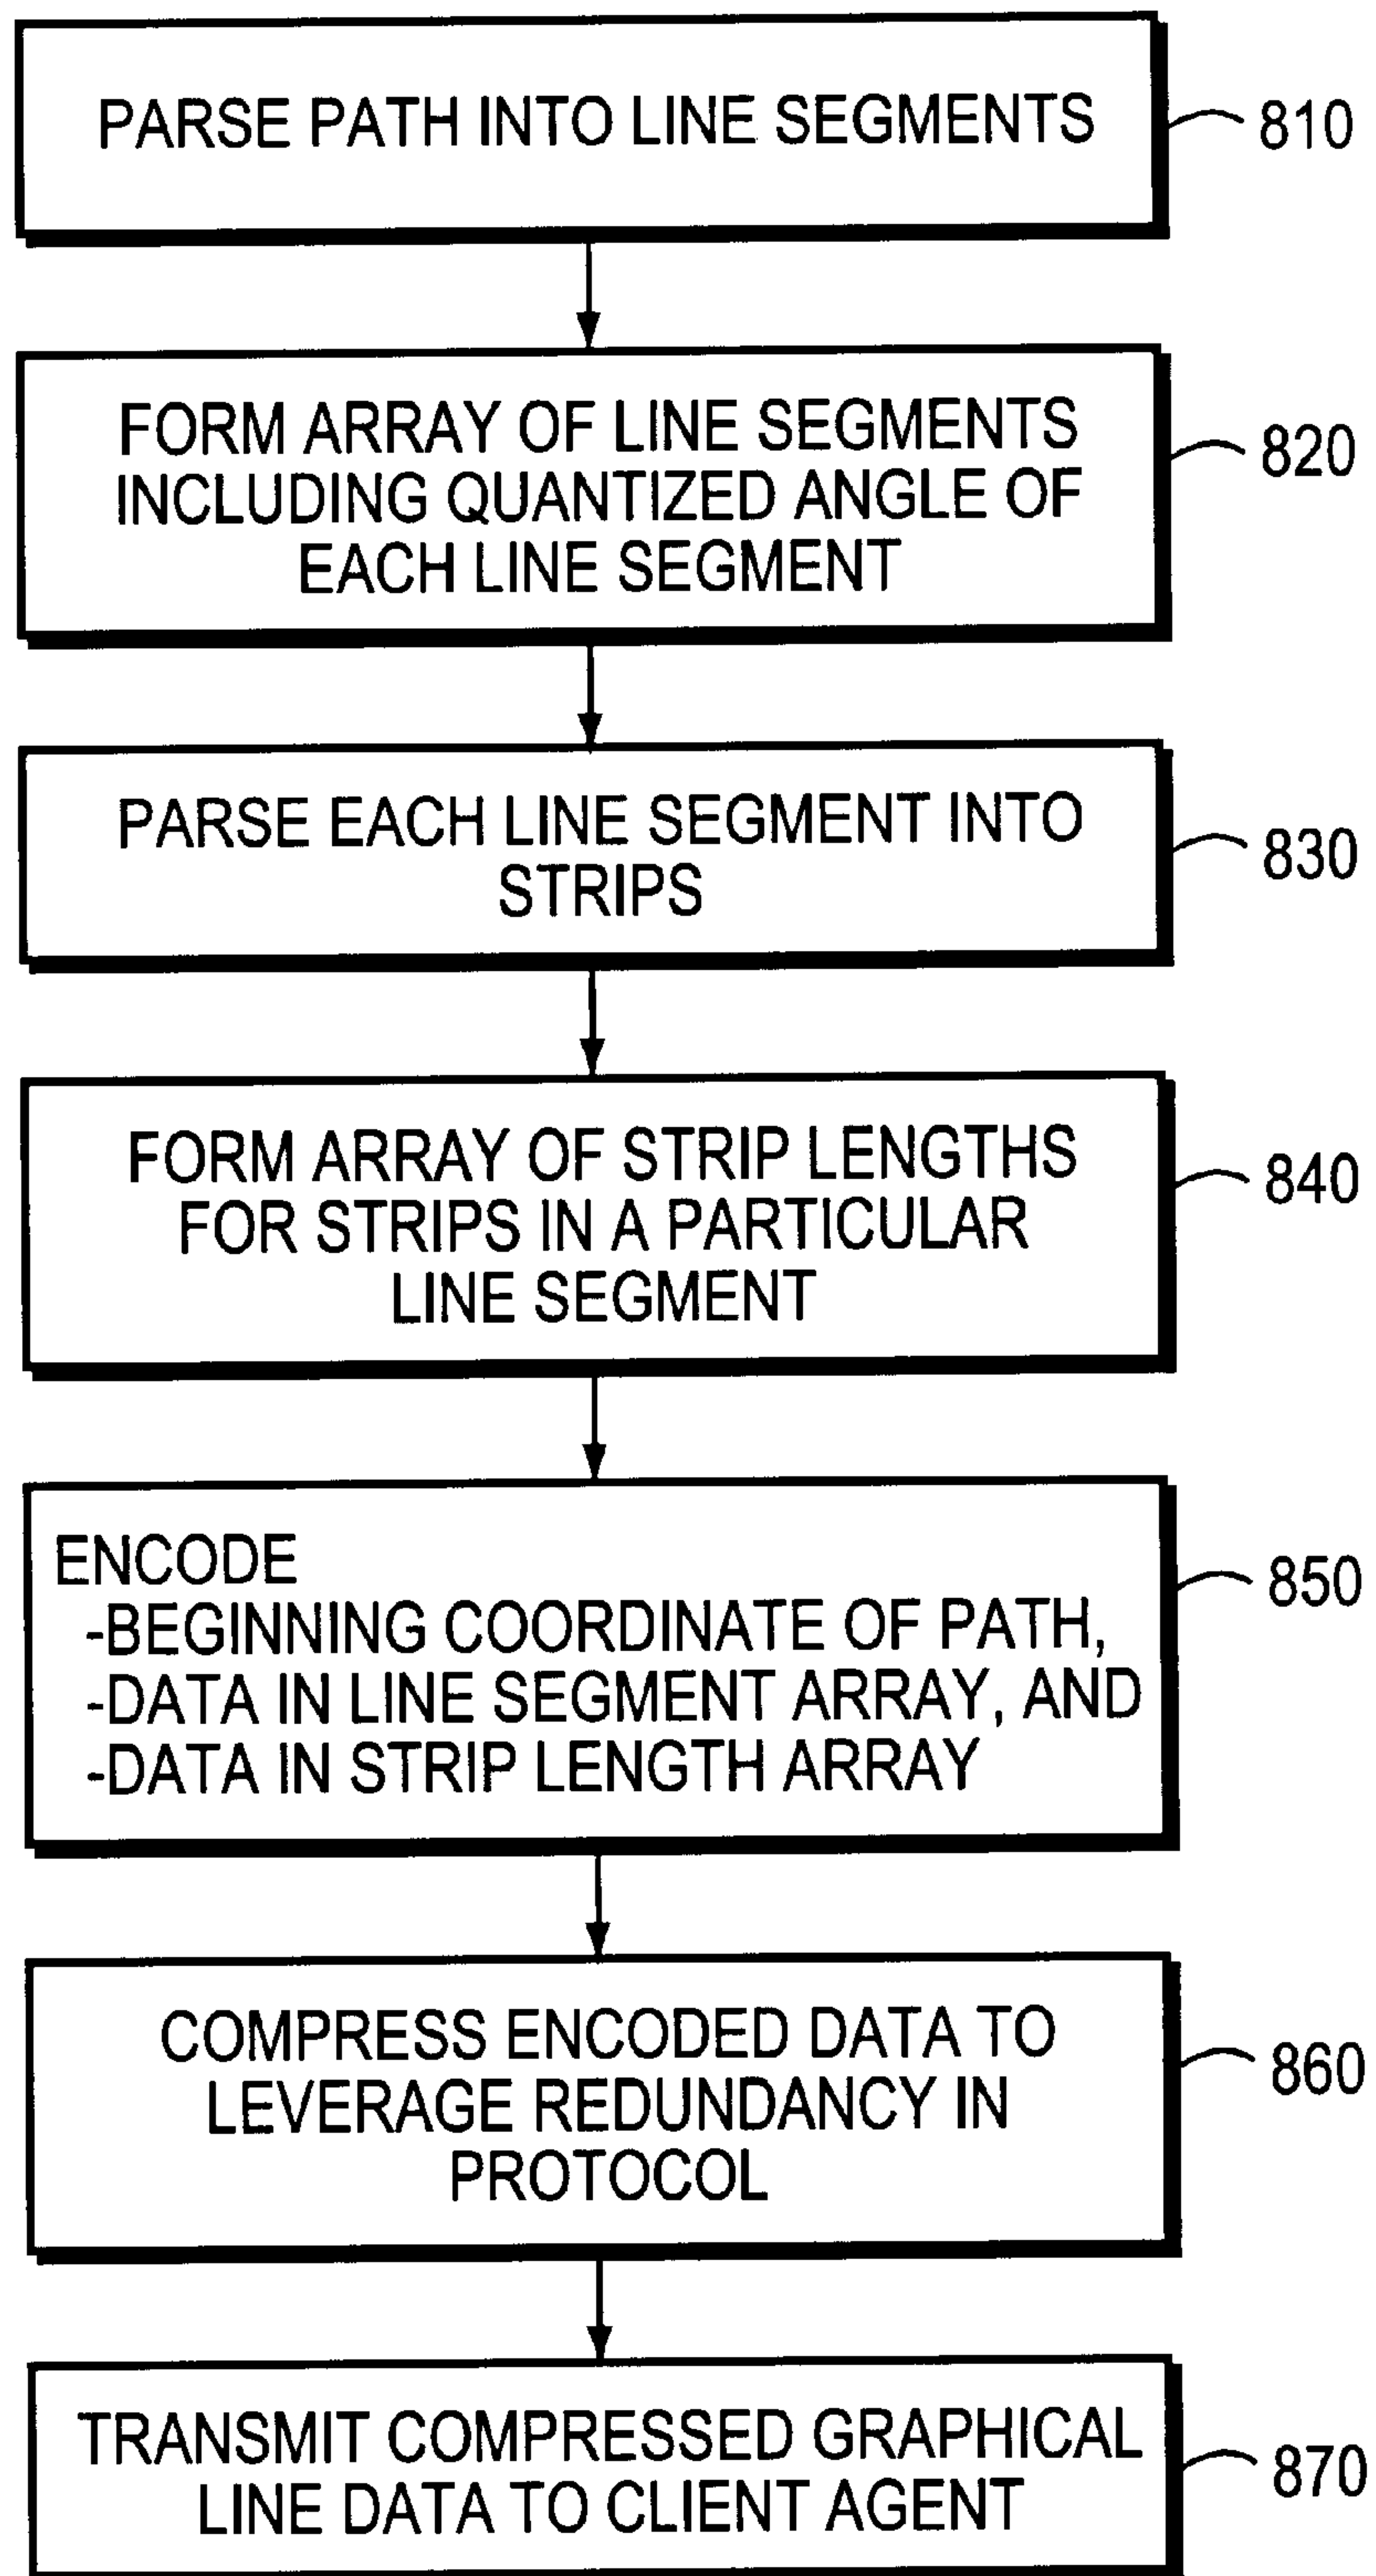 PARSE PATH INTO LINE SEGMENTS
810
FORM ARRAY OF LINE SEGMENTS
INCLUDING QUANTIZED ANGLE OF
EACH LINE SEGMENT
820
PARSE EACH LINE SEGMENT INTO
STRIPS
830
FORM ARRAY OF STRIP LENGTHS
FOR STRIPS IN A PARTICULAR
LINE SEGMENT
840
ENCODE
-BEGINNING COORDINATE OF PATH,
-DATA IN LINE SEGMENT ARRAY, AND
-DATA IN STRIP LENGTH ARRAY
850
COMPRESS ENCODED DATA TO
LEVERAGE REDUNDANCY IN
PROTOCOL
860
TRANSMIT COMPRESSED GRAPHICAL
LINE DATA TO CLIENT AGENT
870